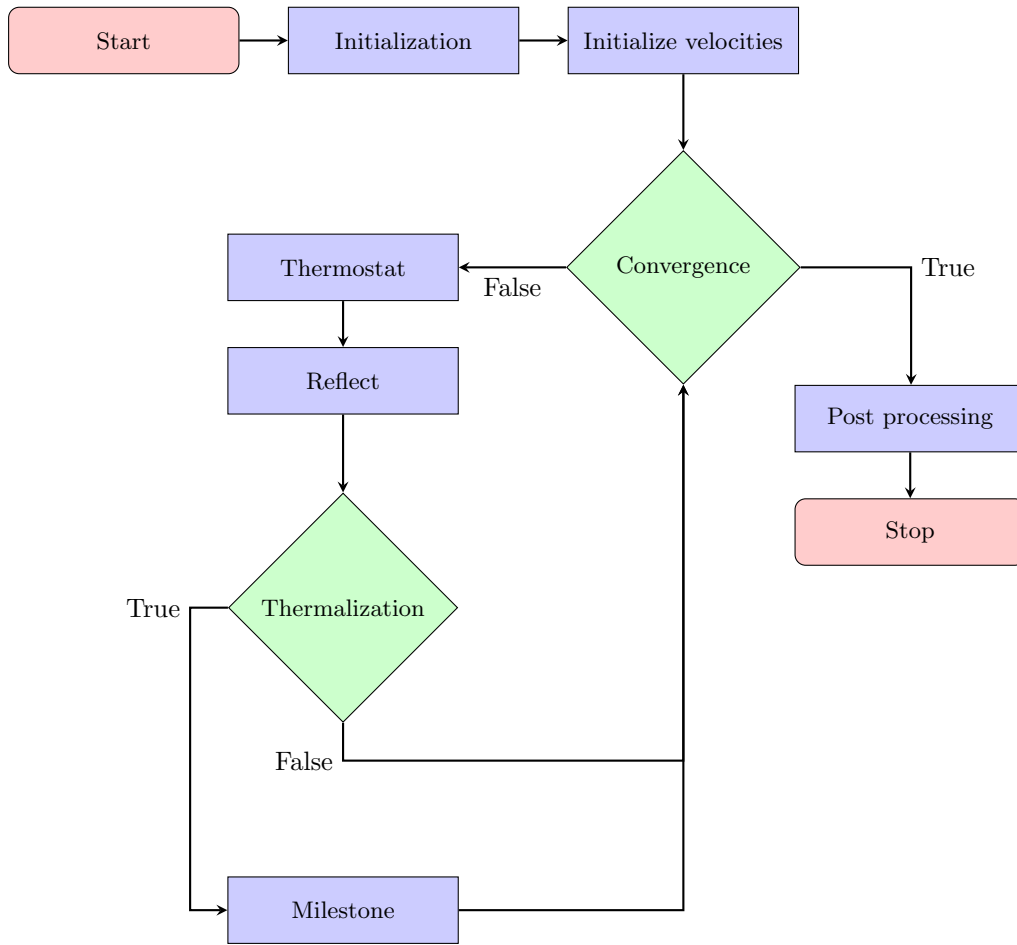 Start
Initialization
Initialize velocities
Thermostat
False
Convergence
True
Reflect
Post processing
Stop
True
Thermalization
False
Milestone